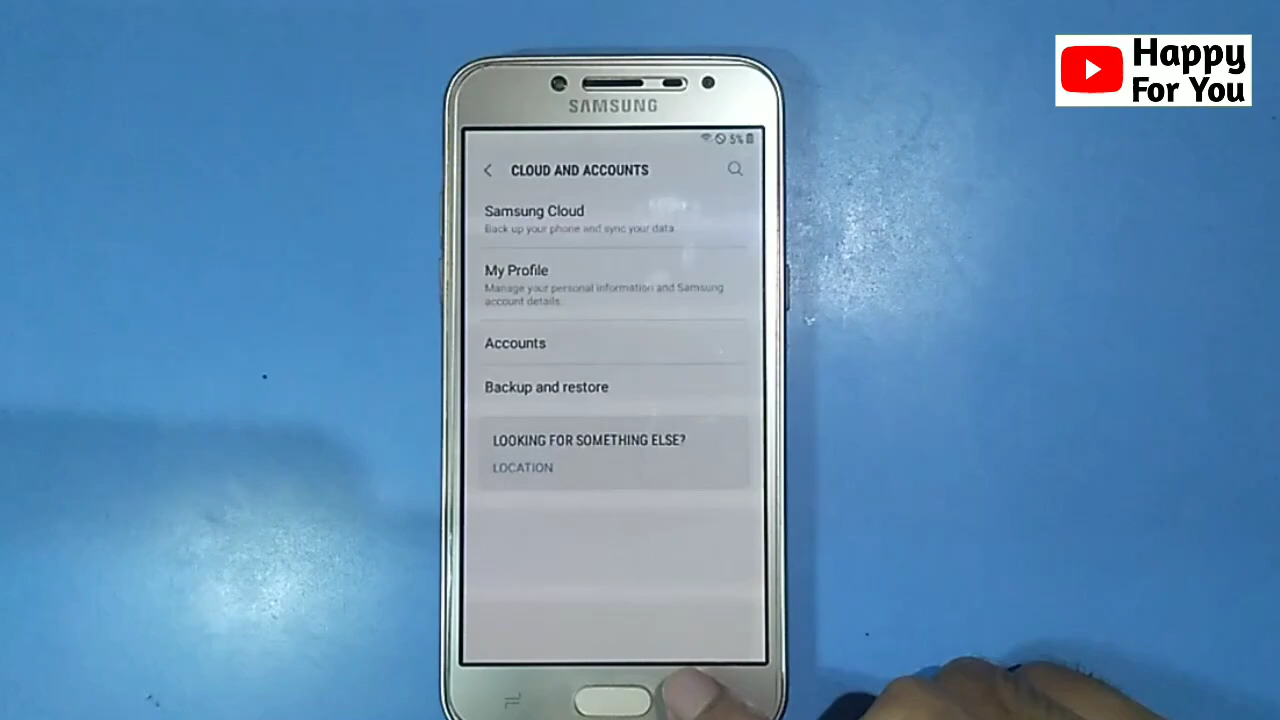 Happy
For You
SAMSUNG
5%
CLOUD AND ACCOUNTS
Samsung Cloud
Back up your phone and sync your data
My Profile
Manage your personal information and Samsung
account details.
Accounts
Backup and restore
LOOKING FOR SOMETHING ELSE?
LOCATION